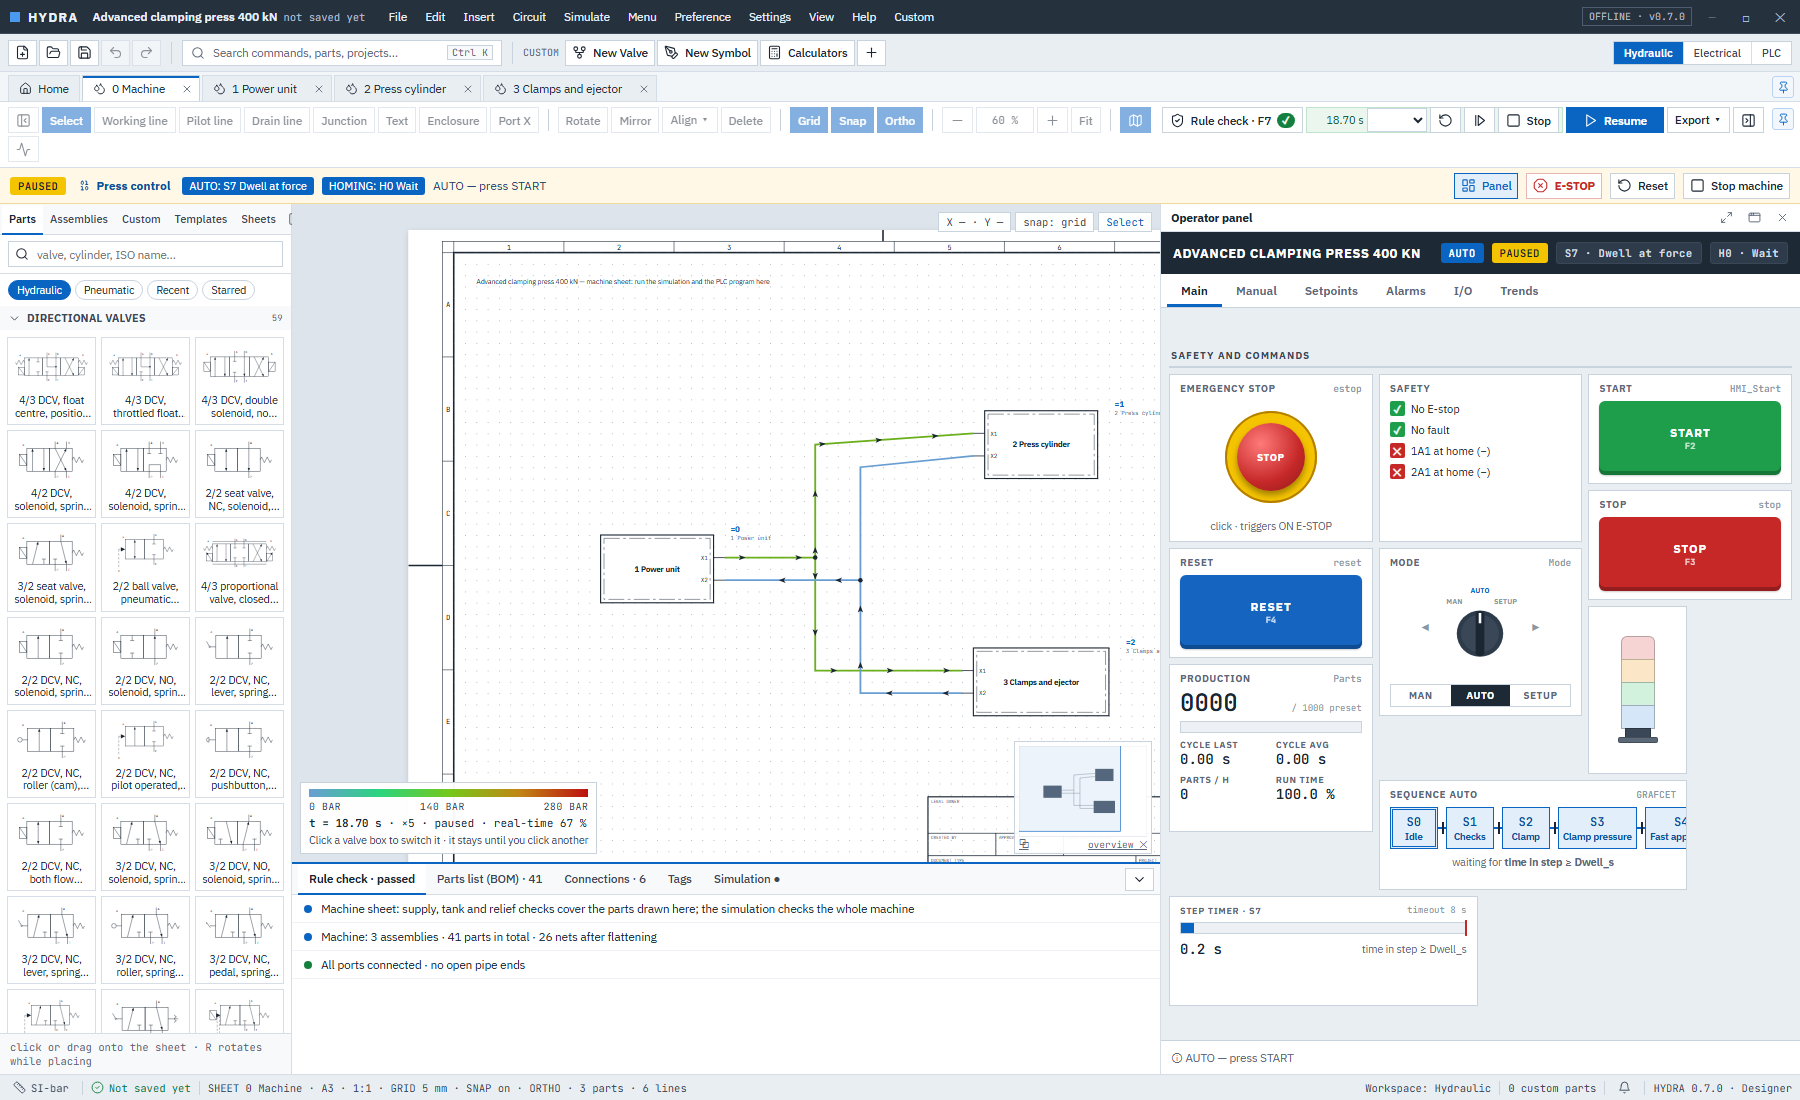 HYDRA Advanced clamping press 400 kN not saved yet File Edit Insert Circuit Simulate Menu Preference Settings View Help Custom OFFLINE · v0.7.0
Search commands, parts, projects... Ctrl K CUSTOM New Valve New Symbol Calculators Hydraulic Electrical PLC
Home 0 Machine 1 Power unit 2 Press cylinder 3 Clamps and ejector
Select Working line Pilot line Drain line Junction Text Enclosure Port X Rotate Mirror Align Delete Grid Snap Ortho 60 % Fit Rule check · F7 18.70 s Stop Resume Export
PAUSED Press control AUTO: S7 Dwell at force HOMING: H0 Wait AUTO — press START Panel E-STOP Reset Stop machine
Parts Assemblies Custom Templates Sheets
valve, cylinder, ISO name...
Hydraulic Pneumatic Recent Starred
DIRECTIONAL VALVES 59
4/3 DCV, float centre, positio...
4/3 DCV, throttled float...
4/3 DCV, double solenoid, no...
4/2 DCV, solenoid, sprin...
4/2 DCV, solenoid, sprin...
2/2 seat valve, NC, solenoid,...
3/2 seat valve, solenoid, sprin...
2/2 ball valve, pneumatic...
4/3 proportional valve, closed...
2/2 DCV, NC, solenoid, sprin...
2/2 DCV, NO, solenoid, sprin...
2/2 DCV, NC, lever, spring...
2/2 DCV, NC, roller (cam),...
2/2 DCV, NC, pilot operated,...
2/2 DCV, NC, pushbutton,...
2/2 DCV, NC, both flow...
3/2 DCV, NC, solenoid, sprin...
3/2 DCV, NO, solenoid, sprin...
3/2 DCV, NC, lever, spring...
3/2 DCV, NC, roller, spring...
3/2 DCV, NC, pedal, spring...
click or drag onto the sheet · R rotates
while placing
X — · Y — snap: grid Select
1 2 3 4 5 6
A
B
C
D
E
Advanced clamping press 400 kN — machine sheet: run the simulation and the PLC program here
=1
2 Press cylin
X1
2 Press cylinder
X2
=0
1 Power unit
X1
1 Power unit
X2
=2
3 Clamps a
X1
3 Clamps and ejector
X2
0 BAR 140 BAR 280 BAR
t = 18.70 s · ×5 · paused · real-time 67 %
Click a valve box to switch it · it stays until you click another
overview
Rule check · passed Parts list (BOM) · 41 Connections · 6 Tags Simulation
Machine sheet: supply, tank and relief checks cover the parts drawn here; the simulation checks the whole machine
Machine: 3 assemblies · 41 parts in total · 26 nets after flattening
All ports connected · no open pipe ends
Operator panel
ADVANCED CLAMPING PRESS 400 KN AUTO PAUSED S7 · Dwell at force H0 · Wait
Main Manual Setpoints Alarms I/O Trends
SAFETY AND COMMANDS
EMERGENCY STOP estop
STOP
click · triggers ON E-STOP
SAFETY
No E-stop
No fault
1A1 at home (−)
2A1 at home (−)
START HMI_Start
START
F2
STOP stop
STOP
F3
RESET reset
RESET
F4
MODE Mode
AUTO
MAN SETUP
MAN AUTO SETUP
PRODUCTION Parts
0000 / 1000 preset
CYCLE LAST CYCLE AVG
0.00 s 0.00 s
PARTS / H RUN TIME
0 100.0 %
SEQUENCE AUTO GRAFCET
S0 S1 S2 S3 S4
Idle Checks Clamp Clamp pressure Fast app
waiting for time in step ≥ Dwell_s
STEP TIMER · S7 timeout 8 s
0.2 s time in step ≥ Dwell_s
AUTO — press START
SI-bar Not saved yet SHEET 0 Machine · A3 · 1:1 · GRID 5 mm · SNAP on · ORTHO · 3 parts · 6 lines Workspace: Hydraulic 0 custom parts HYDRA 0.7.0 · Designer